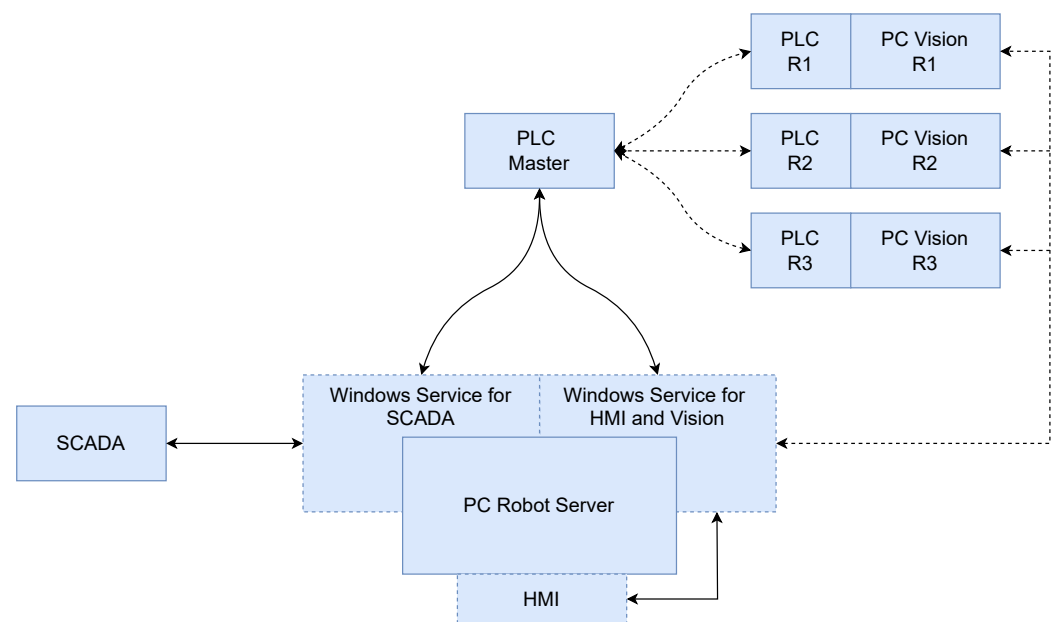 PLC
R1
PC Vision
R1
PLC
Master
PLC
R2
PC Vision
R2
PLC
R3
PC Vision
R3
Windows Service for
SCADA
Windows Service for
HMI and Vision
SCADA
PC Robot Server
HMI